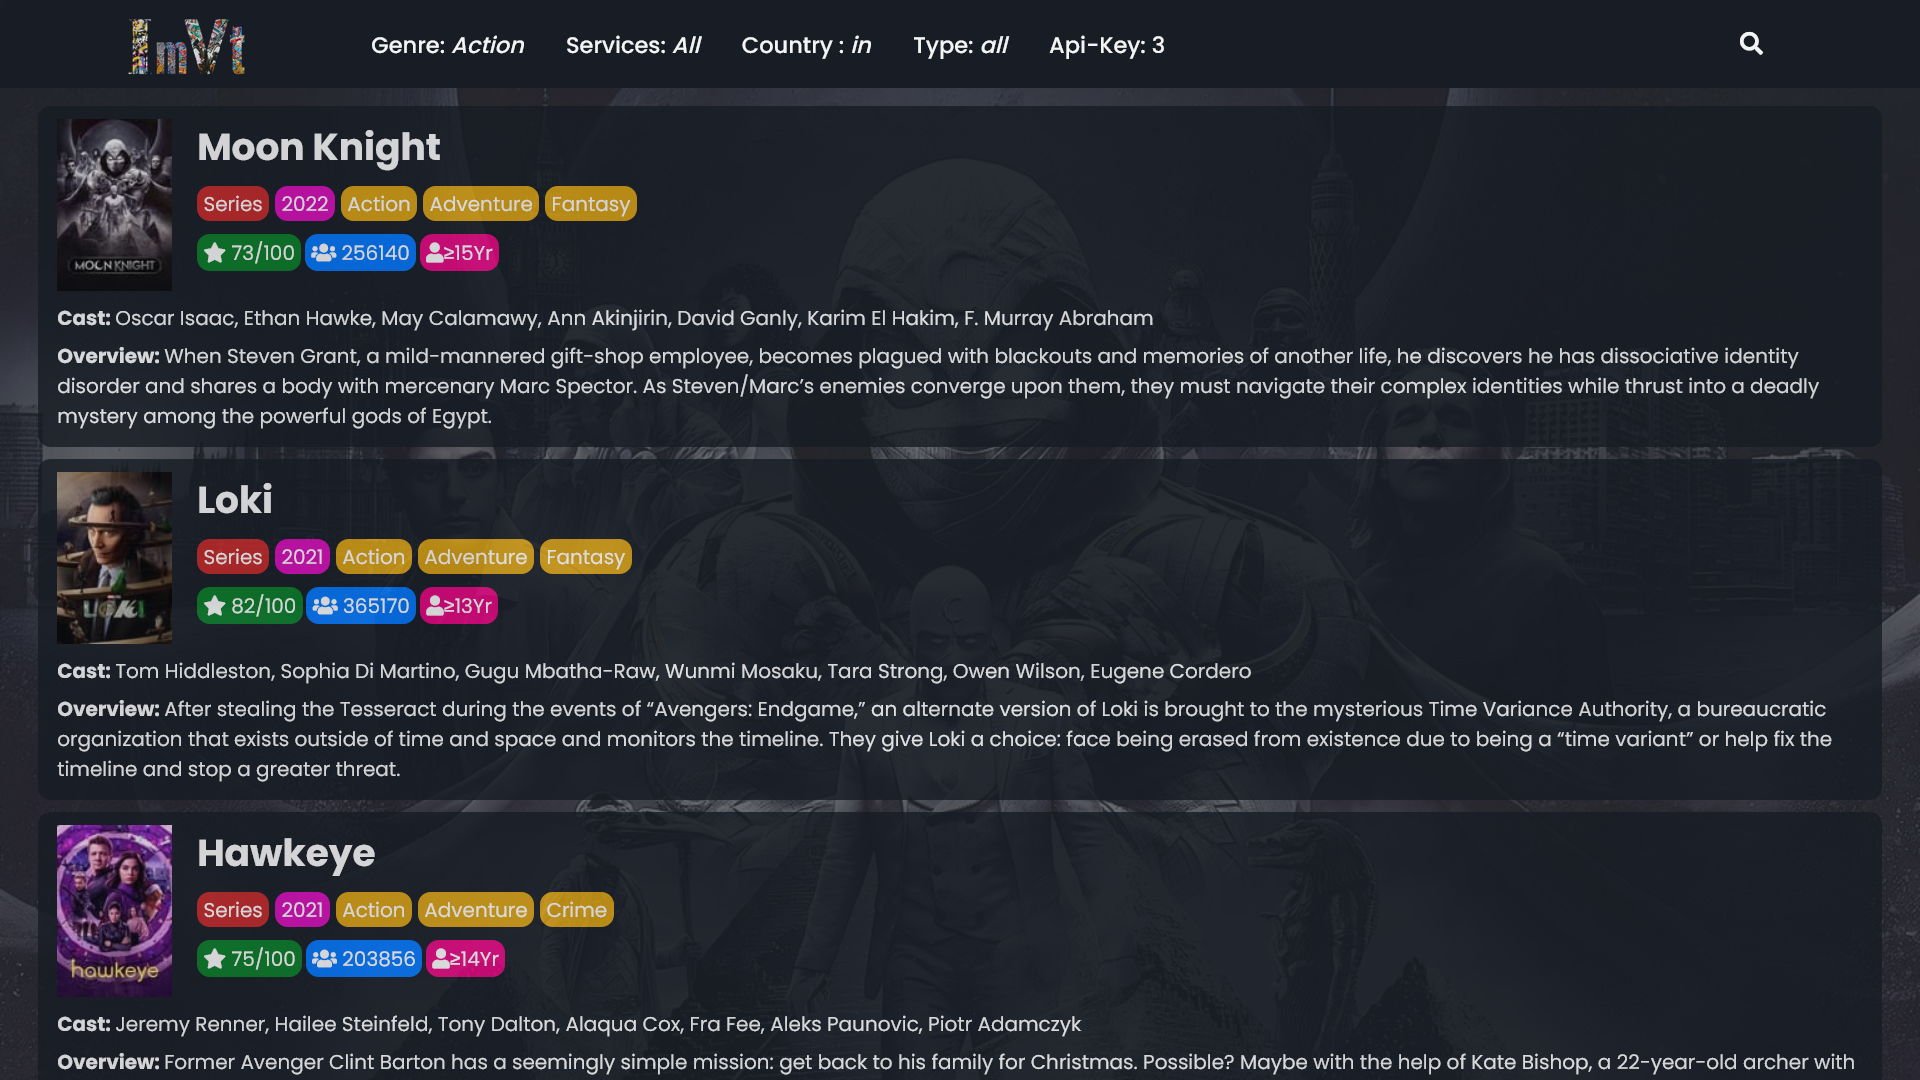 ImVt
Genre: Action Services: All Country : in Type: all Api-Key: 3
MOON KNIGHT
Moon Knight
Series 2022 Action Adventure Fantasy
73/100 256140 ≥15Yr
Cast: Oscar Isaac, Ethan Hawke, May Calamawy, Ann Akinjirin, David Ganly, Karim El Hakim, F. Murray Abraham
Overview: When Steven Grant, a mild-mannered gift-shop employee, becomes plagued with blackouts and memories of another life, he discovers he has dissociative identity
disorder and shares a body with mercenary Marc Spector. As Steven/Marc’s enemies converge upon them, they must navigate their complex identities while thrust into a deadly
mystery among the powerful gods of Egypt.
LOKI
Loki
Series 2021 Action Adventure Fantasy
82/100 365170 ≥13Yr
Cast: Tom Hiddleston, Sophia Di Martino, Gugu Mbatha-Raw, Wunmi Mosaku, Tara Strong, Owen Wilson, Eugene Cordero
Overview: After stealing the Tesseract during the events of “Avengers: Endgame,” an alternate version of Loki is brought to the mysterious Time Variance Authority, a bureaucratic
organization that exists outside of time and space and monitors the timeline. They give Loki a choice: face being erased from existence due to being a “time variant” or help fix the
timeline and stop a greater threat.
hawkeye
Hawkeye
Series 2021 Action Adventure Crime
75/100 203856 ≥14Yr
Cast: Jeremy Renner, Hailee Steinfeld, Tony Dalton, Alaqua Cox, Fra Fee, Aleks Paunovic, Piotr Adamczyk
Overview: Former Avenger Clint Barton has a seemingly simple mission: get back to his family for Christmas. Possible? Maybe with the help of Kate Bishop, a 22-year-old archer with